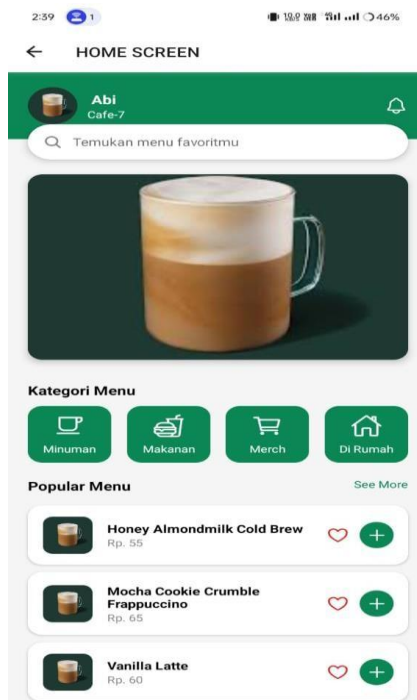 2:39 1 46%
HOME SCREEN
Abi
Cafe-7
Temukan menu favoritmu
Kategori Menu
Minuman Makanan Merch Di Rumah
Popular Menu See More
Honey Almondmilk Cold Brew
Rp. 55
Mocha Cookie Crumble
Frappuccino
Rp. 65
Vanilla Latte
Rp. 60